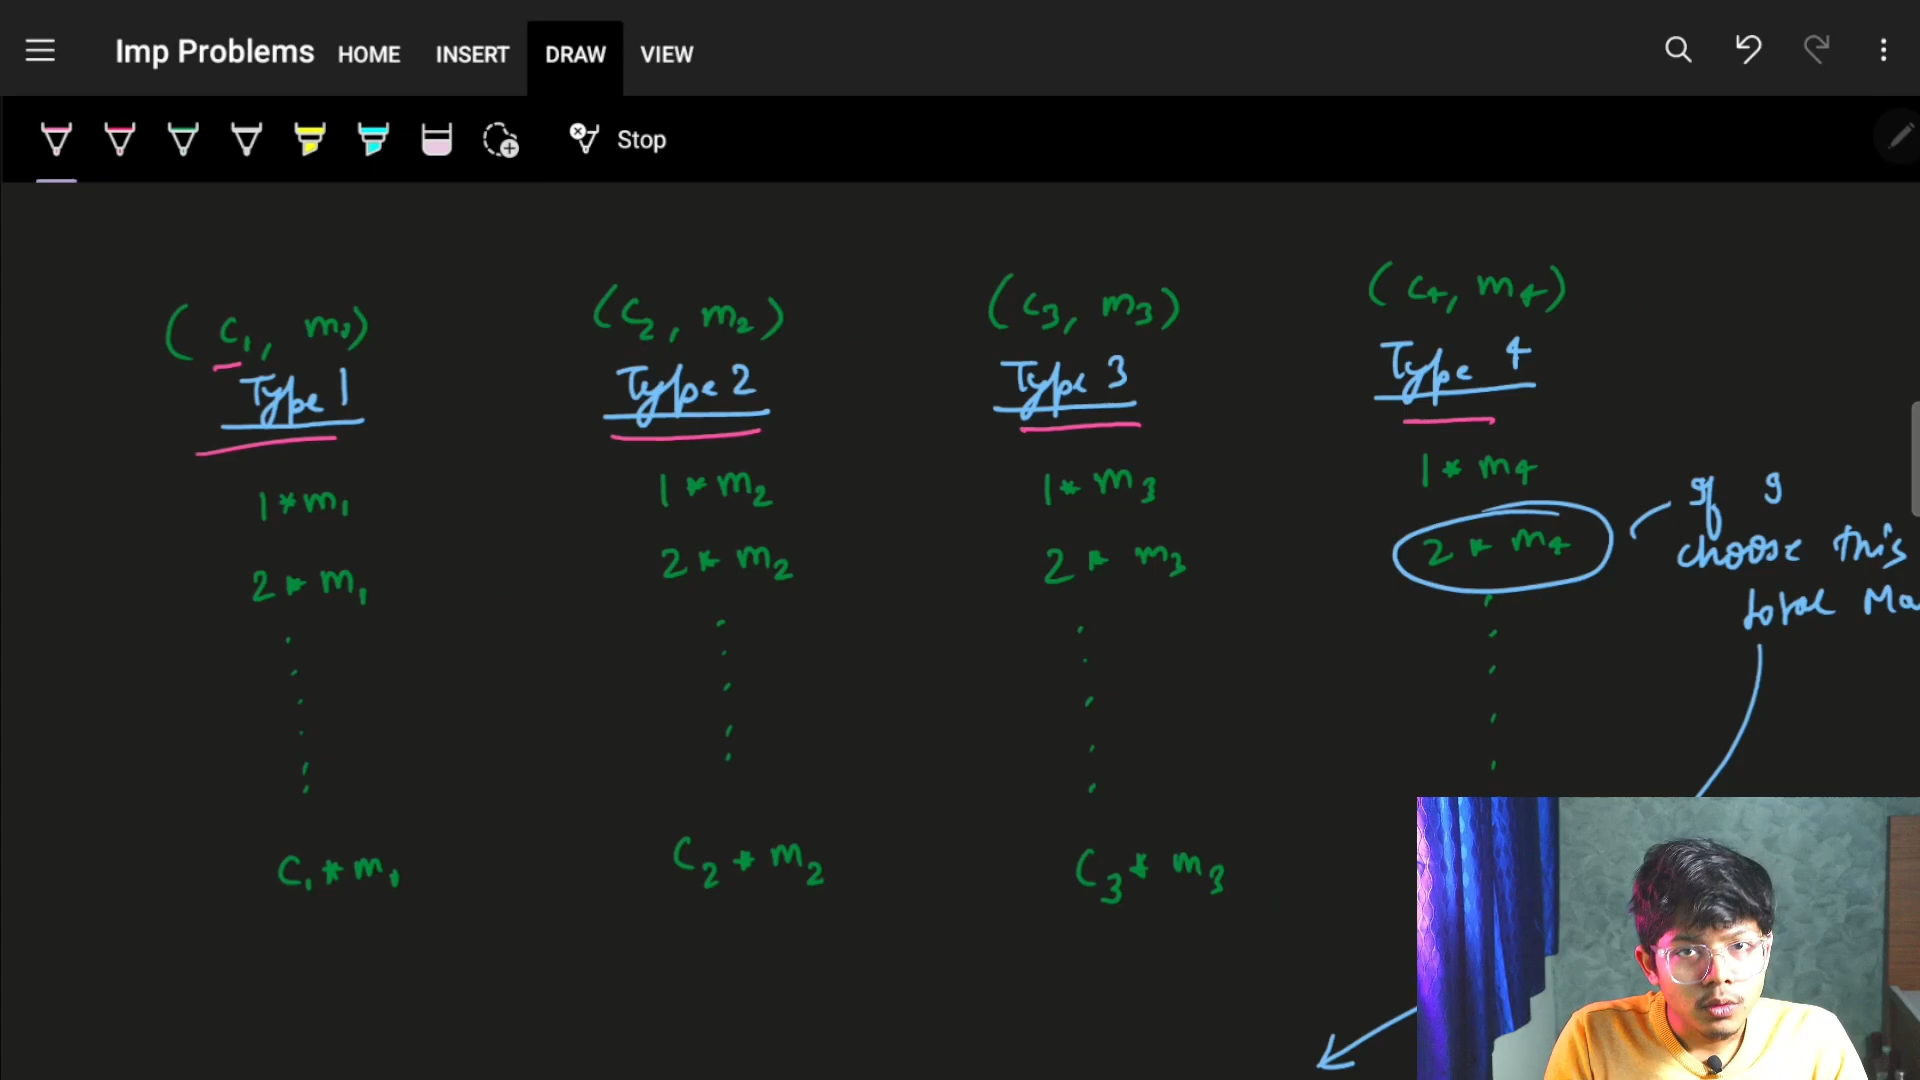 Imp Problems HOME INSERT DRAW VIEW
Stop
(C1, m1) (C2, m2) (C3, m3) (C4, m4)
Type 1 Type 2 Type 3 Type 4
1 * m1 1 * m2 1 * m3 1 * m4
2 * m1 2 * m2 2 * m3 2 * m4
C1 * m1 C2 * m2 C3 * m3
If I
choose this
total Ma